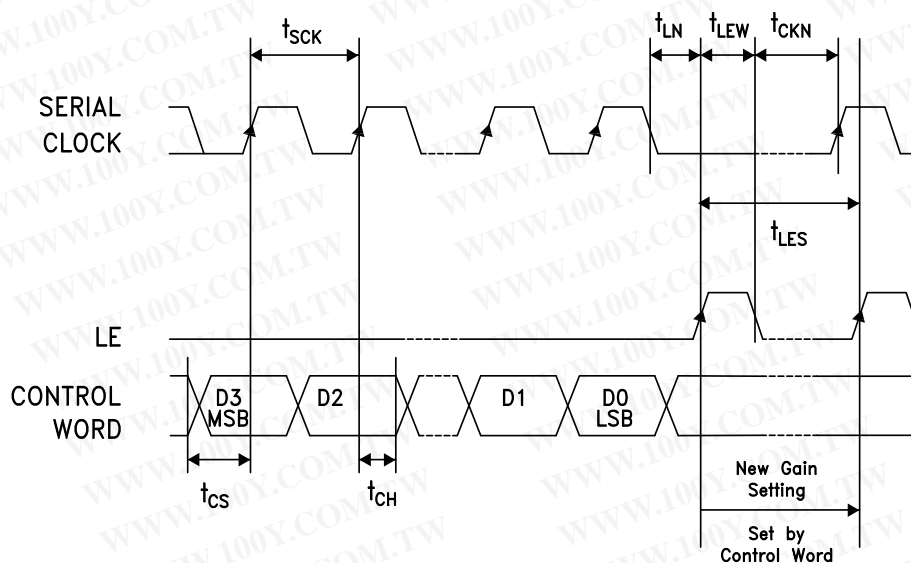 tSCK
tLN
tLEW
tCKN
SERIAL
CLOCK
tLES
LE
CONTROL
WORD
D3
MSB
D2
D1
D0
LSB
tCS
tCH
New Gain
Setting
Set by
Control Word
WWW.100Y.COM.TW